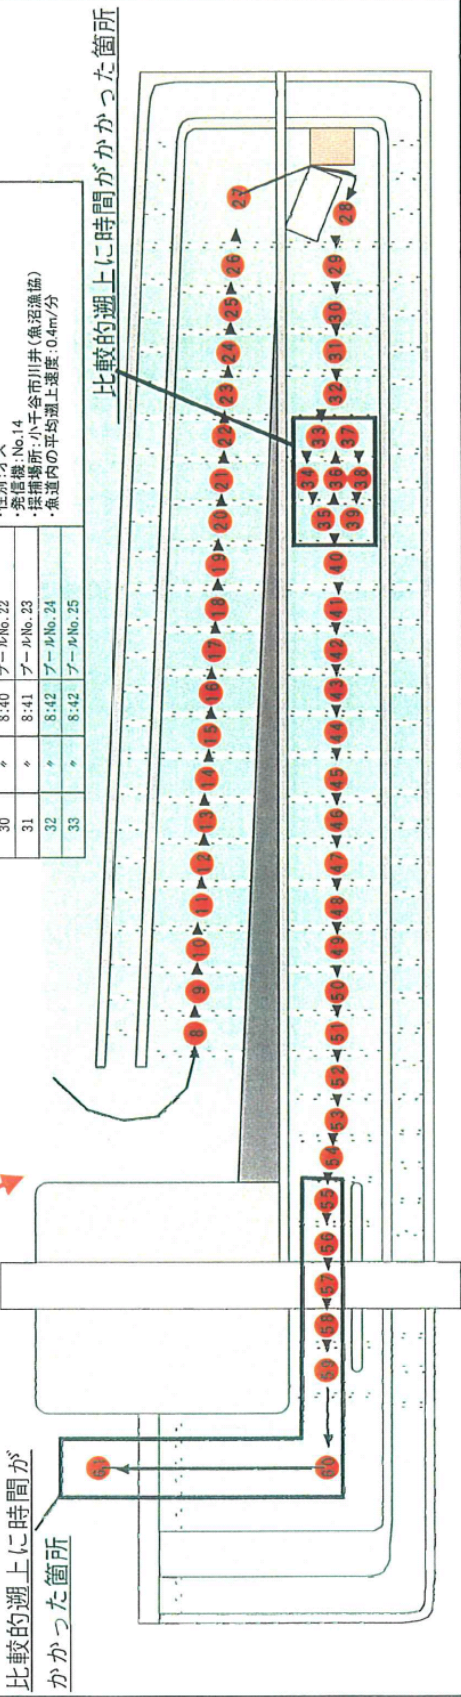 30 〃 8:40 プールNo.22
31 〃 8:41 プールNo.23
32 〃 8:42 プールNo.24
33 〃 8:42 プールNo.25
・性別:オス
・発信機:No.14
・採捕場所:小千谷市川井(魚沼漁協)
・魚道内の平均遡上速度:0.4m/分
比較的遡上に時間がかかった箇所
比較的遡上に時間が
かかった箇所
8 9 10 11 12 13 14 15 16 17 18 19 20 21 22 23 24 25 26 27
28 29 30 31 32
33 34 35 36 37 38 39
40 41 42 43 44 45 46 47 48 49 50 51 52 53 54 55 56 57 58 59 60
61